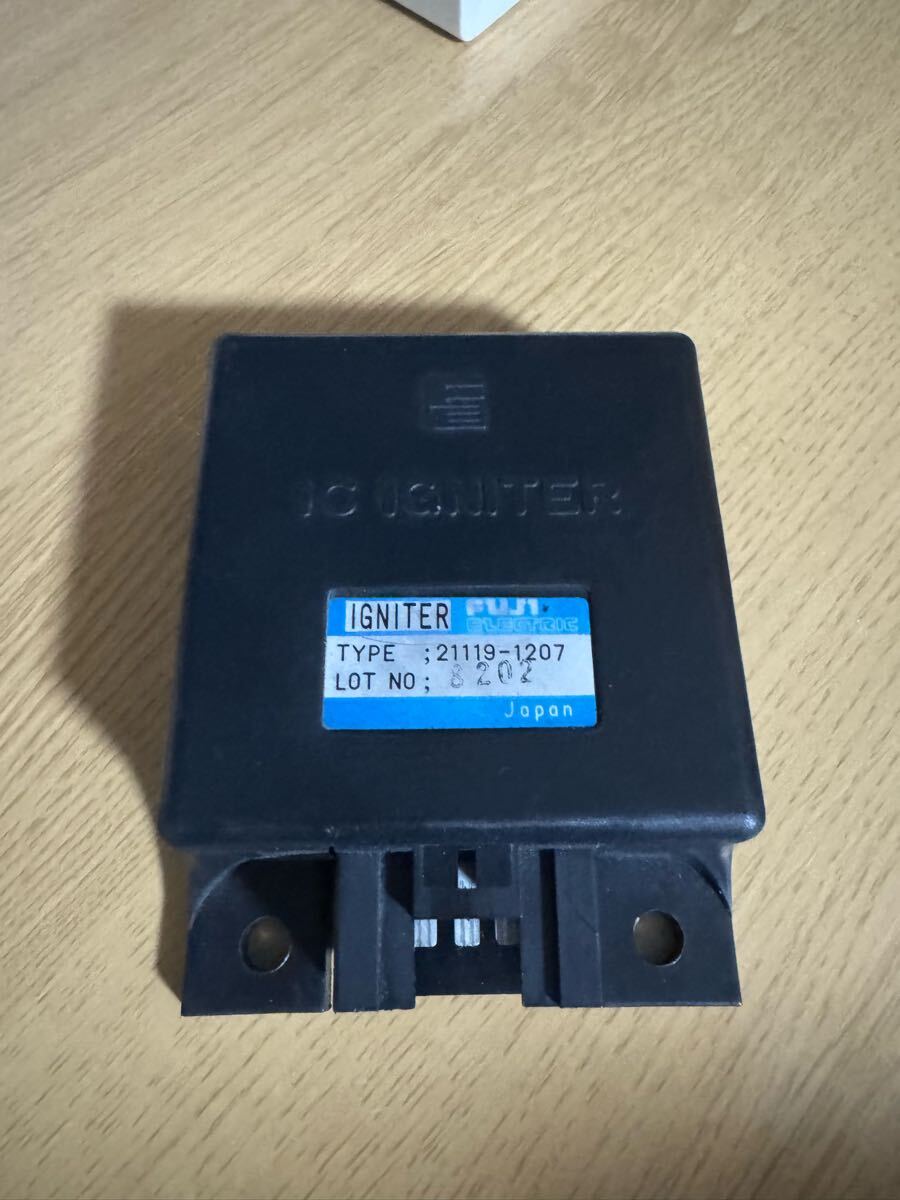 IC IGNITER
IGNITER FUJI ELECTRIC
TYPE ; 21119-1207
LOT NO ; 8202
Japan